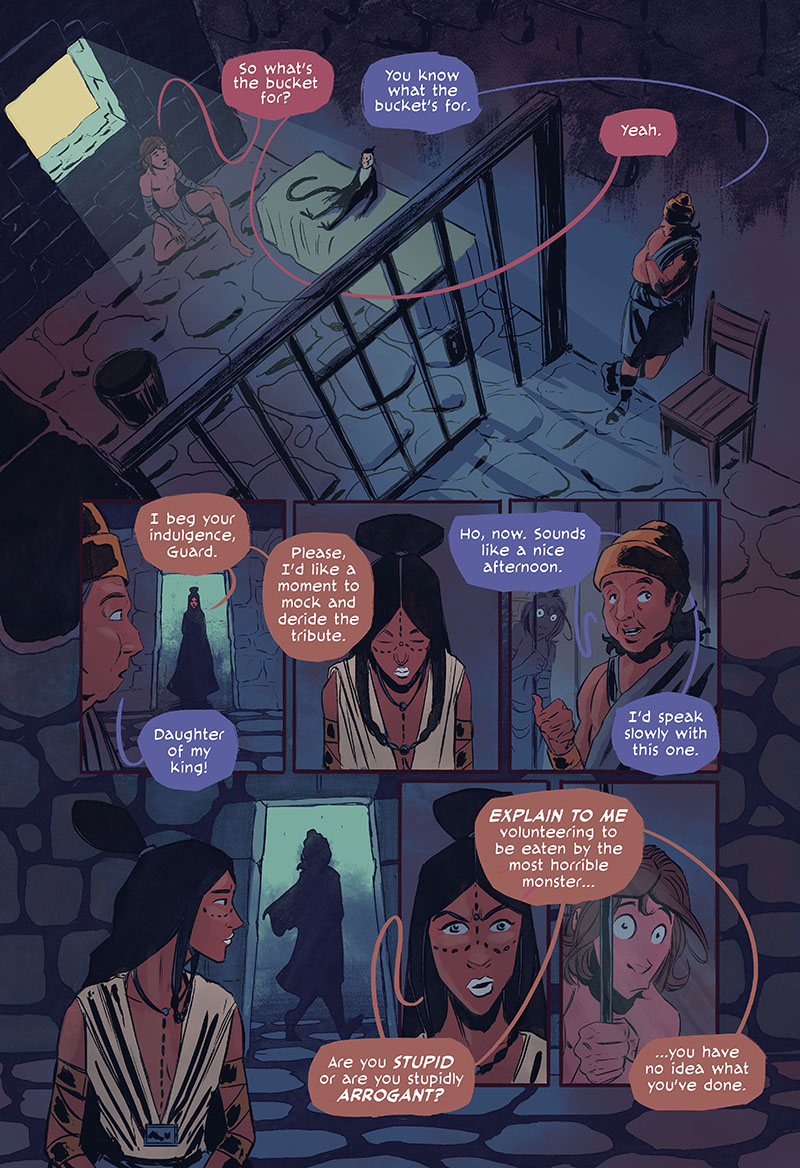 So what's
the bucket
for?
You know
what the
bucket's for.
Yeah.
I beg your
indulgence,
Guard.
Daughter
of my
king!
Please,
I'd like a
moment to
mock and
deride the
tribute.
Ho, now. Sounds
like a nice
afternoon.
I'd speak
slowly with
this one.
EXPLAIN TO ME
volunteering to
be eaten by the
most horrible
monster...
Are you STUPID
or are you stupidly
ARROGANT?
...you have
no idea what
you've done.